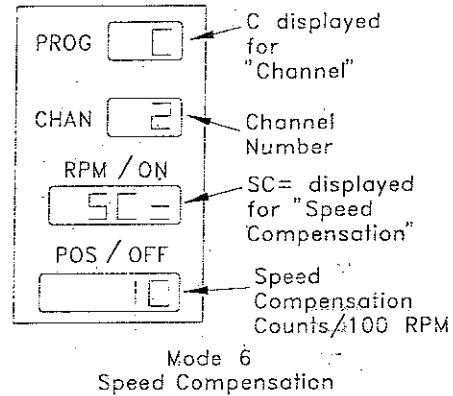 PROG C
C displayed
for
"Channel"
CHAN 2
Channel
Number
RPM / ON
SC=
SC= displayed
for "Speed
Compensation"
POS / OFF
1C
Speed
Compensation
Counts/100 RPM
Mode 6
Speed Compensation